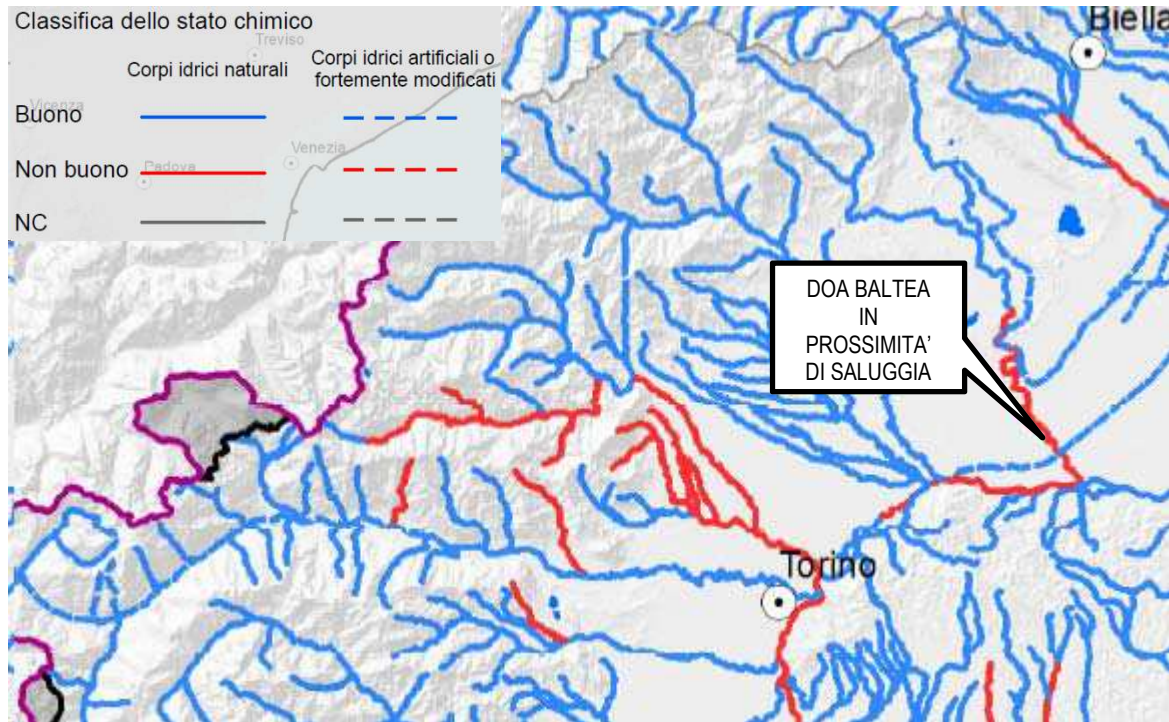 Classifica dello stato chimico
Treviso
Corpi idrici naturali
Corpi idrici artificiali o
fortemente modificati
Vicenza
Buono
Venezia
Non buono
Padova
NC
Biella
DOA BALTEA
IN
PROSSIMITA'
DI SALUGGIA
Torino